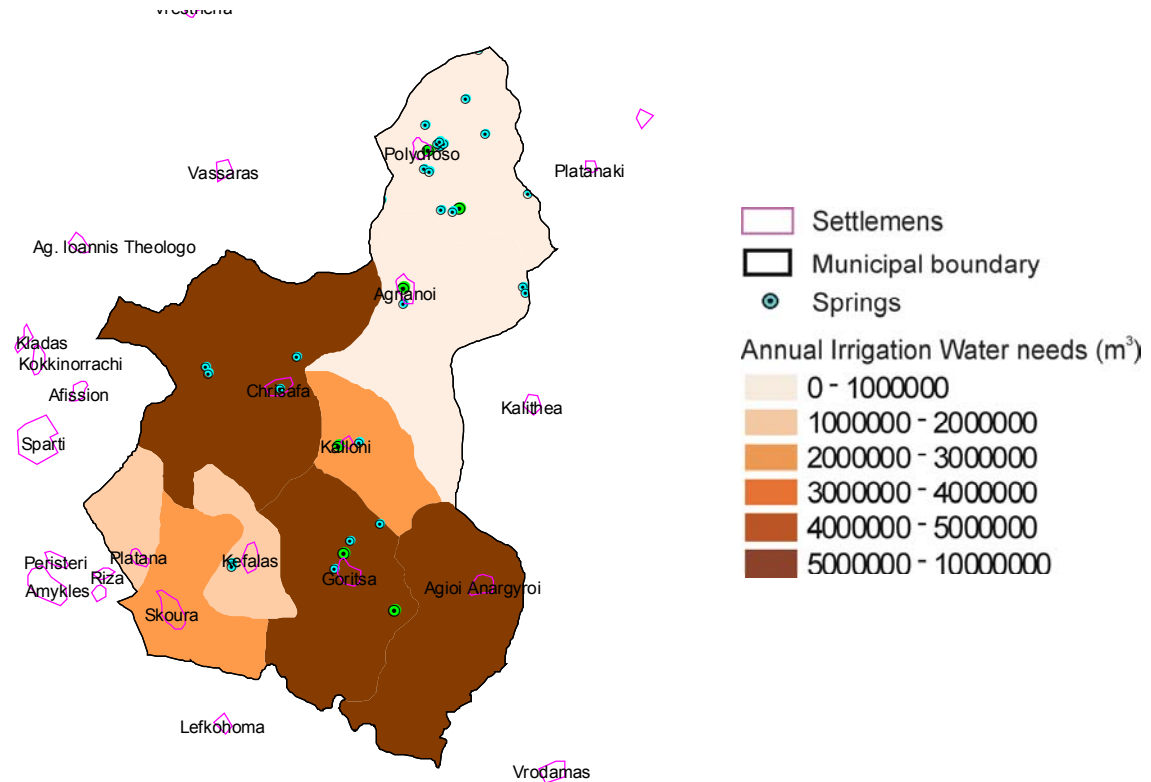 Polydroso
Platanaki
Vassaras
Ag. Ioannis Theologo
Agrianoi
Kladas
Kokkinorrachi
Afission
Chrisafa
Kalithea
Sparti
Kalloni
Peristeri
Platana
Kefalas
Riza
Amykles
Goritsa
Agioi Anargyroi
Skoura
Lefkohoma
Vrodamas
Settlemens
Municipal boundary
Springs
Annual Irrigation Water needs (m³)
0 - 1000000
1000000 - 2000000
2000000 - 3000000
3000000 - 4000000
4000000 - 5000000
5000000 - 10000000